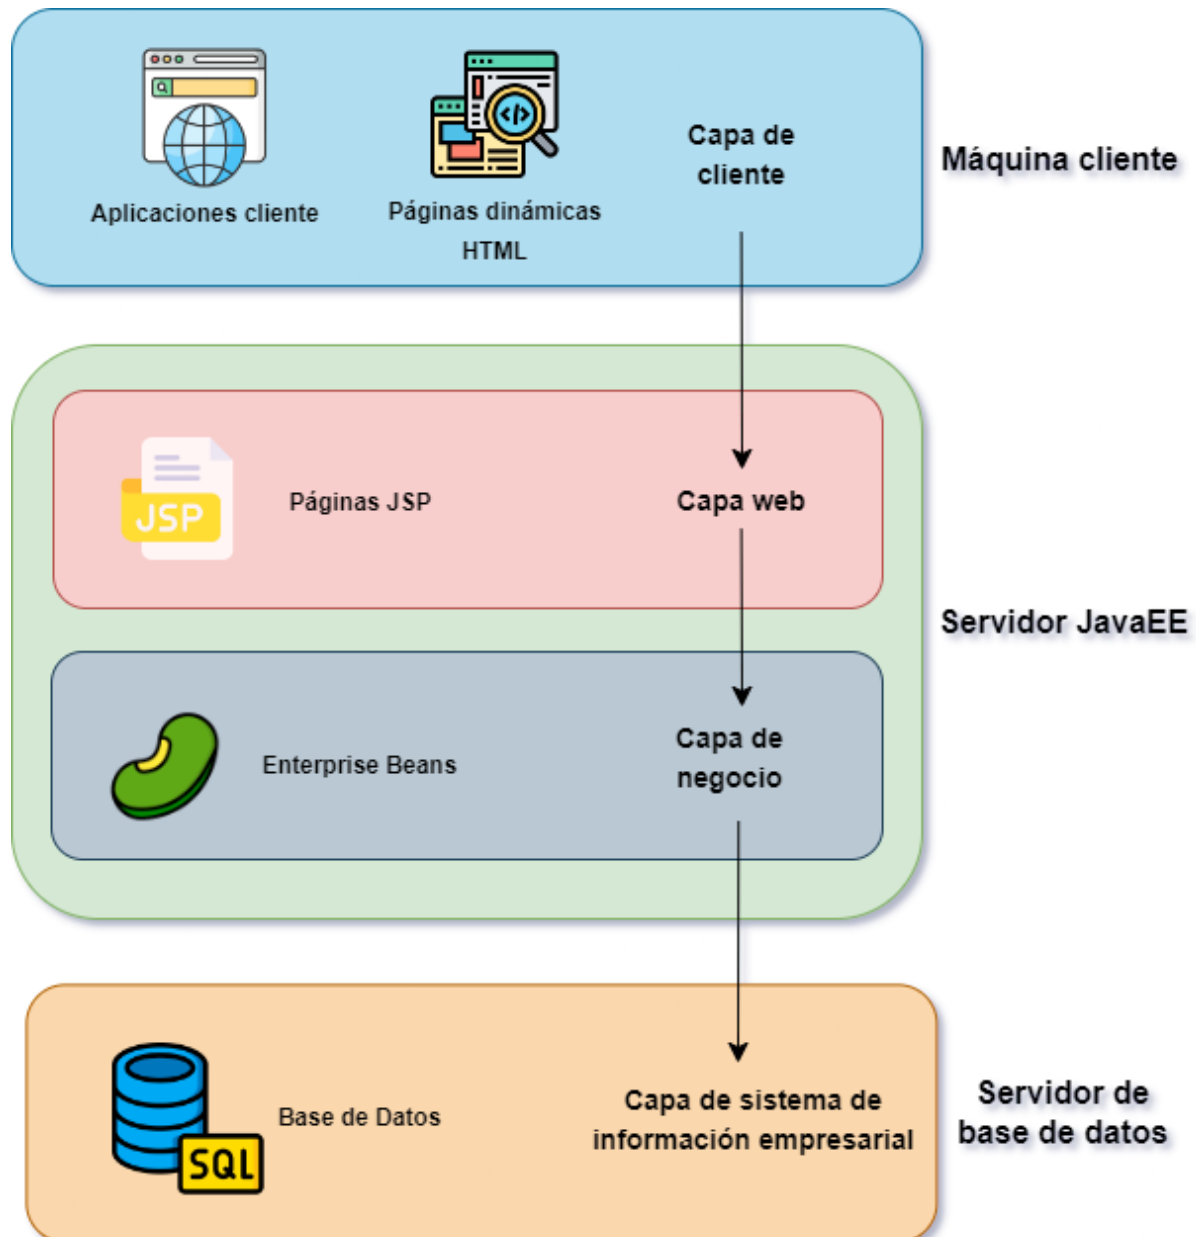 Aplicaciones cliente
Páginas dinámicas
HTML
</>
Capa de
cliente
Máquina cliente
JSP
Páginas JSP
Capa web
Servidor JavaEE
Enterprise Beans
Capa de
negocio
SQL
Base de Datos
Capa de sistema de
información empresarial
Servidor de
base de datos